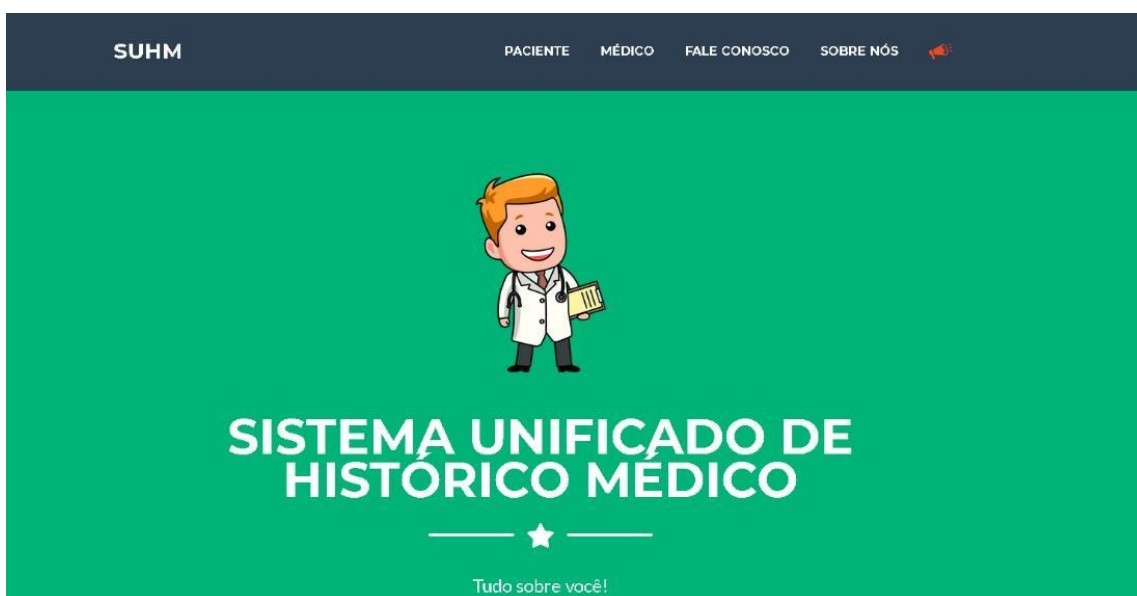 SUHM
PACIENTE MÉDICO FALE CONOSCO SOBRE NÓS
SISTEMA UNIFICADO DE
HISTÓRICO MÉDICO
Tudo sobre você!